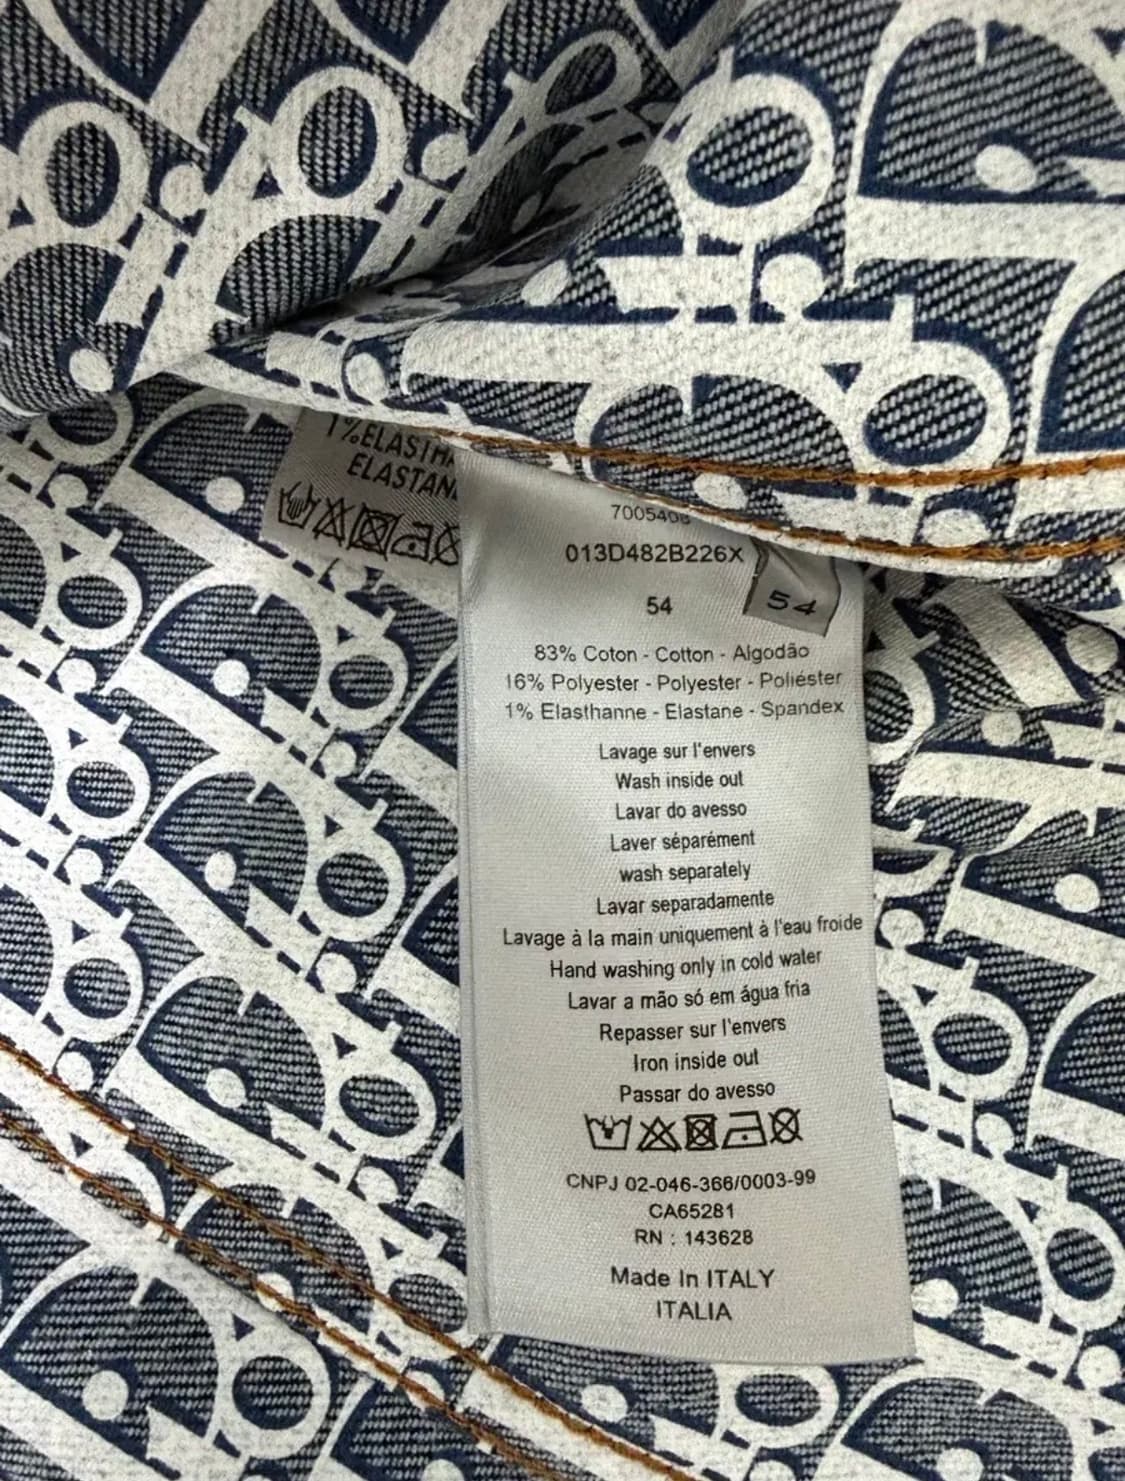 1%ELASTH
ELASTAN
7005406
013D482B226X
54
54
83% Coton - Cotton - Algodão
16% Polyester - Polyester - Poliéster
1% Elasthanne - Elastane - Spandex
Lavage sur l'envers
Wash inside out
Lavar do avesso
Laver séparément
wash separately
Lavar separadamente
Lavage à la main uniquement à l'eau froide
Hand washing only in cold water
Lavar a mão só em água fria
Repasser sur l'envers
Iron inside out
Passar do avesso
CNPJ 02-046-366/0003-99
CA65281
RN : 143628
Made In ITALY
ITALIA